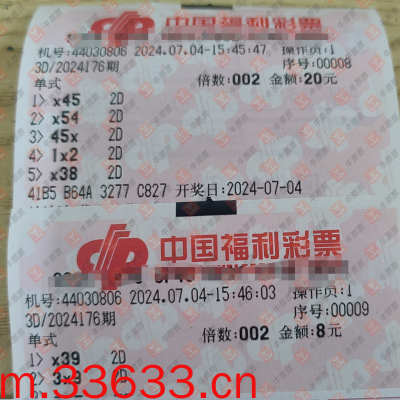 中国福利彩票
机号:44030806 2024.07.04-15:45:47 操作员:1
3D/2024176期 序号:00008
单式 倍数:002 金额:20元
1> x45 2D
2> x54 2D
3> 45x 2D
4> 1x2 2D
5> x38 2D
41B5 B64A 3277 C827 开奖日:2024-07-04
中国福利彩票
机号:44030806 2024.07.04-15:46:03 操作员:1
3D/2024176期 序号:00009
单式 倍数:002 金额:8元
1> x39 2D
2> 3x9 2D
m.33633.cn